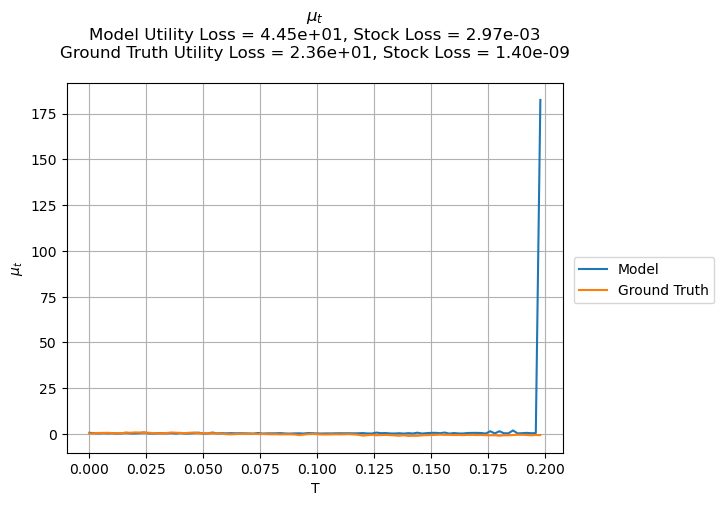 μt
Model Utility Loss = 4.45e+01, Stock Loss = 2.97e-03
Ground Truth Utility Loss = 2.36e+01, Stock Loss = 1.40e-09
175
150
125
100
75
50
25
0
μt
0.000 0.025 0.050 0.075 0.100 0.125 0.150 0.175 0.200
T
Model
Ground Truth